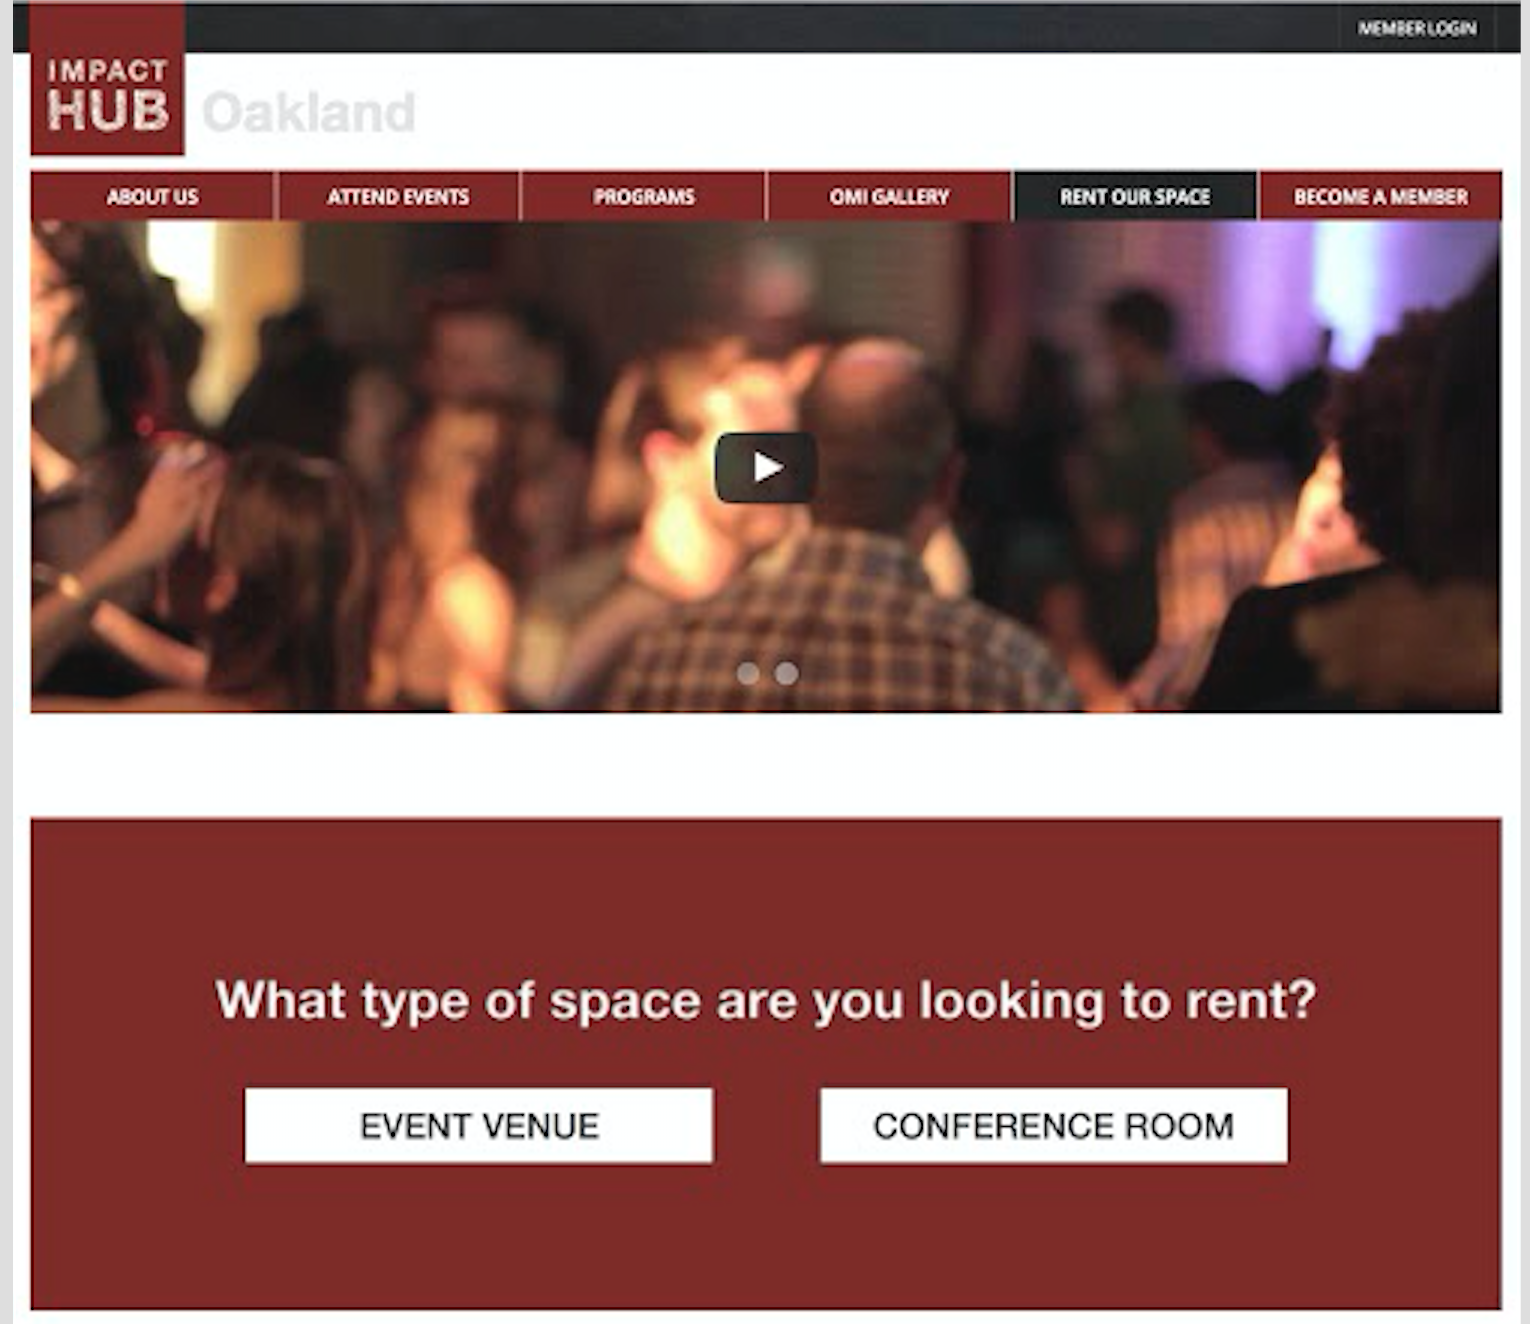 MEMBER LOGIN
IMPACT
HUB
Oakland
ABOUT US
ATTEND EVENTS
PROGRAMS
OMI GALLERY
RENT OUR SPACE
BECOME A MEMBER
What type of space are you looking to rent?
EVENT VENUE
CONFERENCE ROOM